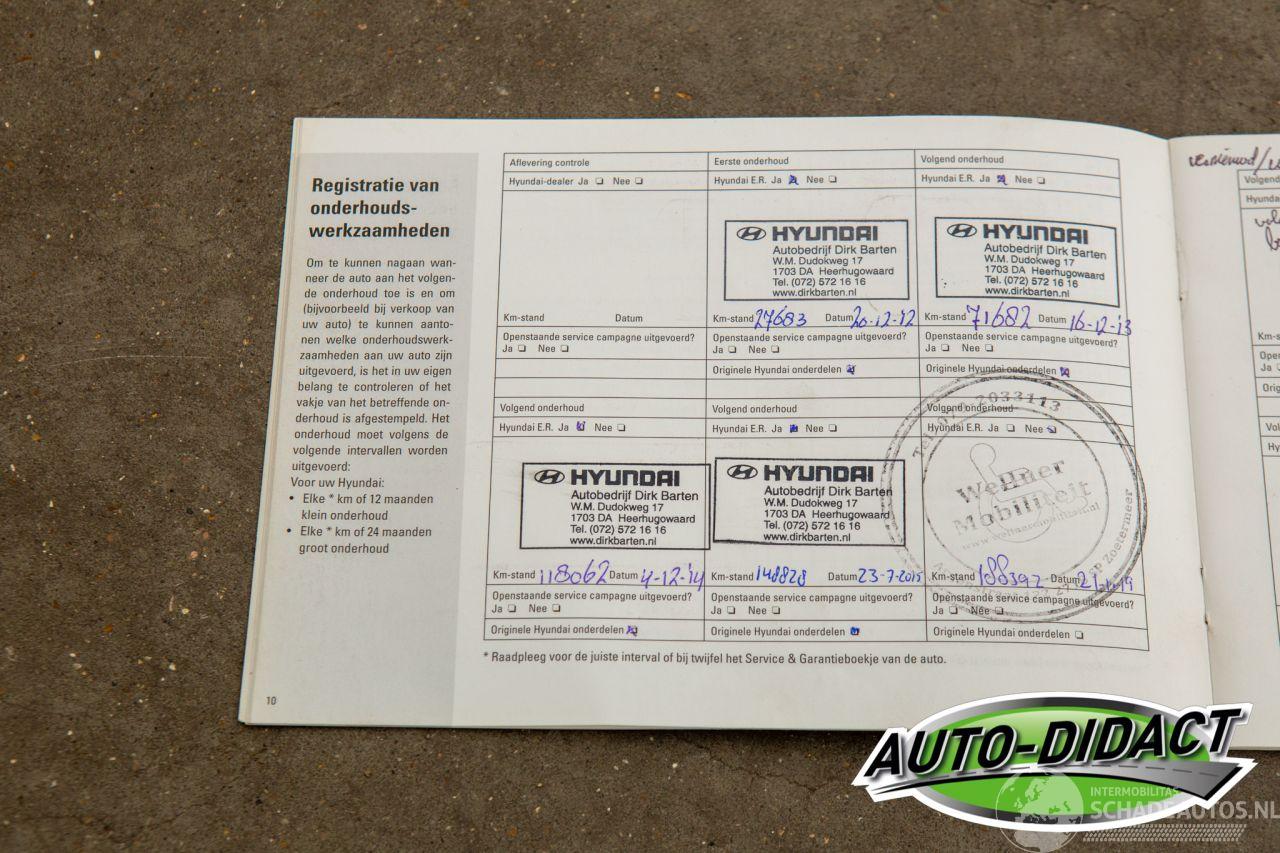 Registratie van
onderhouds-
werkzaamheden
Om te kunnen nagaan wan-
neer de auto aan het volgen-
de onderhoud toe is en om
(bijvoorbeeld bij verkoop van
uw auto) te kunnen aanto-
nen welke onderhoudswerk-
zaamheden aan uw auto zijn
uitgevoerd, is het in uw eigen
belang te controleren of het
vakje van het betreffende on-
derhoud is afgestempeld. Het
onderhoud moet volgens de
volgende intervallen worden
uitgevoerd:
Voor uw Hyundai:
• Elke * km of 12 maanden
klein onderhoud
• Elke * km of 24 maanden
groot onderhoud
10
Aflevering controle
Hyundai-dealer Ja Nee
Km-stand Datum
Openstaande service campagne uitgevoerd?
Ja Nee
Eerste onderhoud
Hyundai E.R. Ja Nee
HYUNDAI
Autobedrijf Dirk Barten
W.M. Dudokweg 17
1703 DA Heerhugowaard
Tel. (072) 572 16 16
www.dirkbarten.nl
Km-stand 27683 Datum 20-12-'12
Openstaande service campagne uitgevoerd?
Ja Nee
Originele Hyundai onderdelen
Volgend onderhoud
Hyundai E.R. Ja Nee
HYUNDAI
Autobedrijf Dirk Barten
W.M. Dudokweg 17
1703 DA Heerhugowaard
Tel. (072) 572 16 16
www.dirkbarten.nl
Km-stand 71682 Datum 16-12-'13
Openstaande service campagne uitgevoerd?
Ja Nee
Originele Hyundai onderdelen
Volgend onderhoud
Hyundai E.R. Ja Nee
HYUNDAI
Autobedrijf Dirk Barten
W.M. Dudokweg 17
1703 DA Heerhugowaard
Tel. (072) 572 16 16
www.dirkbarten.nl
Km-stand 118062 Datum 4-12-'14
Openstaande service campagne uitgevoerd?
Ja Nee
Originele Hyundai onderdelen
Volgend onderhoud
Hyundai E.R. Ja Nee
HYUNDAI
Autobedrijf Dirk Barten
W.M. Dudokweg 17
1703 DA Heerhugowaard
Tel. (072) 572 16 16
www.dirkbarten.nl
Km-stand 148828 Datum 23-7-2015
Openstaande service campagne uitgevoerd?
Ja Nee
Originele Hyundai onderdelen
Volgend onderhoud
Hyundai E.R. Ja Nee
2033113
Wellner
Mobiliteit
Zoetermeer
Km-stand 188392 Datum
Openstaande service campagne uitgevoerd?
Ja Nee
Originele Hyundai onderdelen
* Raadpleeg voor de juiste interval of bij twijfel het Service & Garantieboekje van de auto.
AUTO-DIDACT
INTERMOBILITAS
SCHADEAUTOS.NL